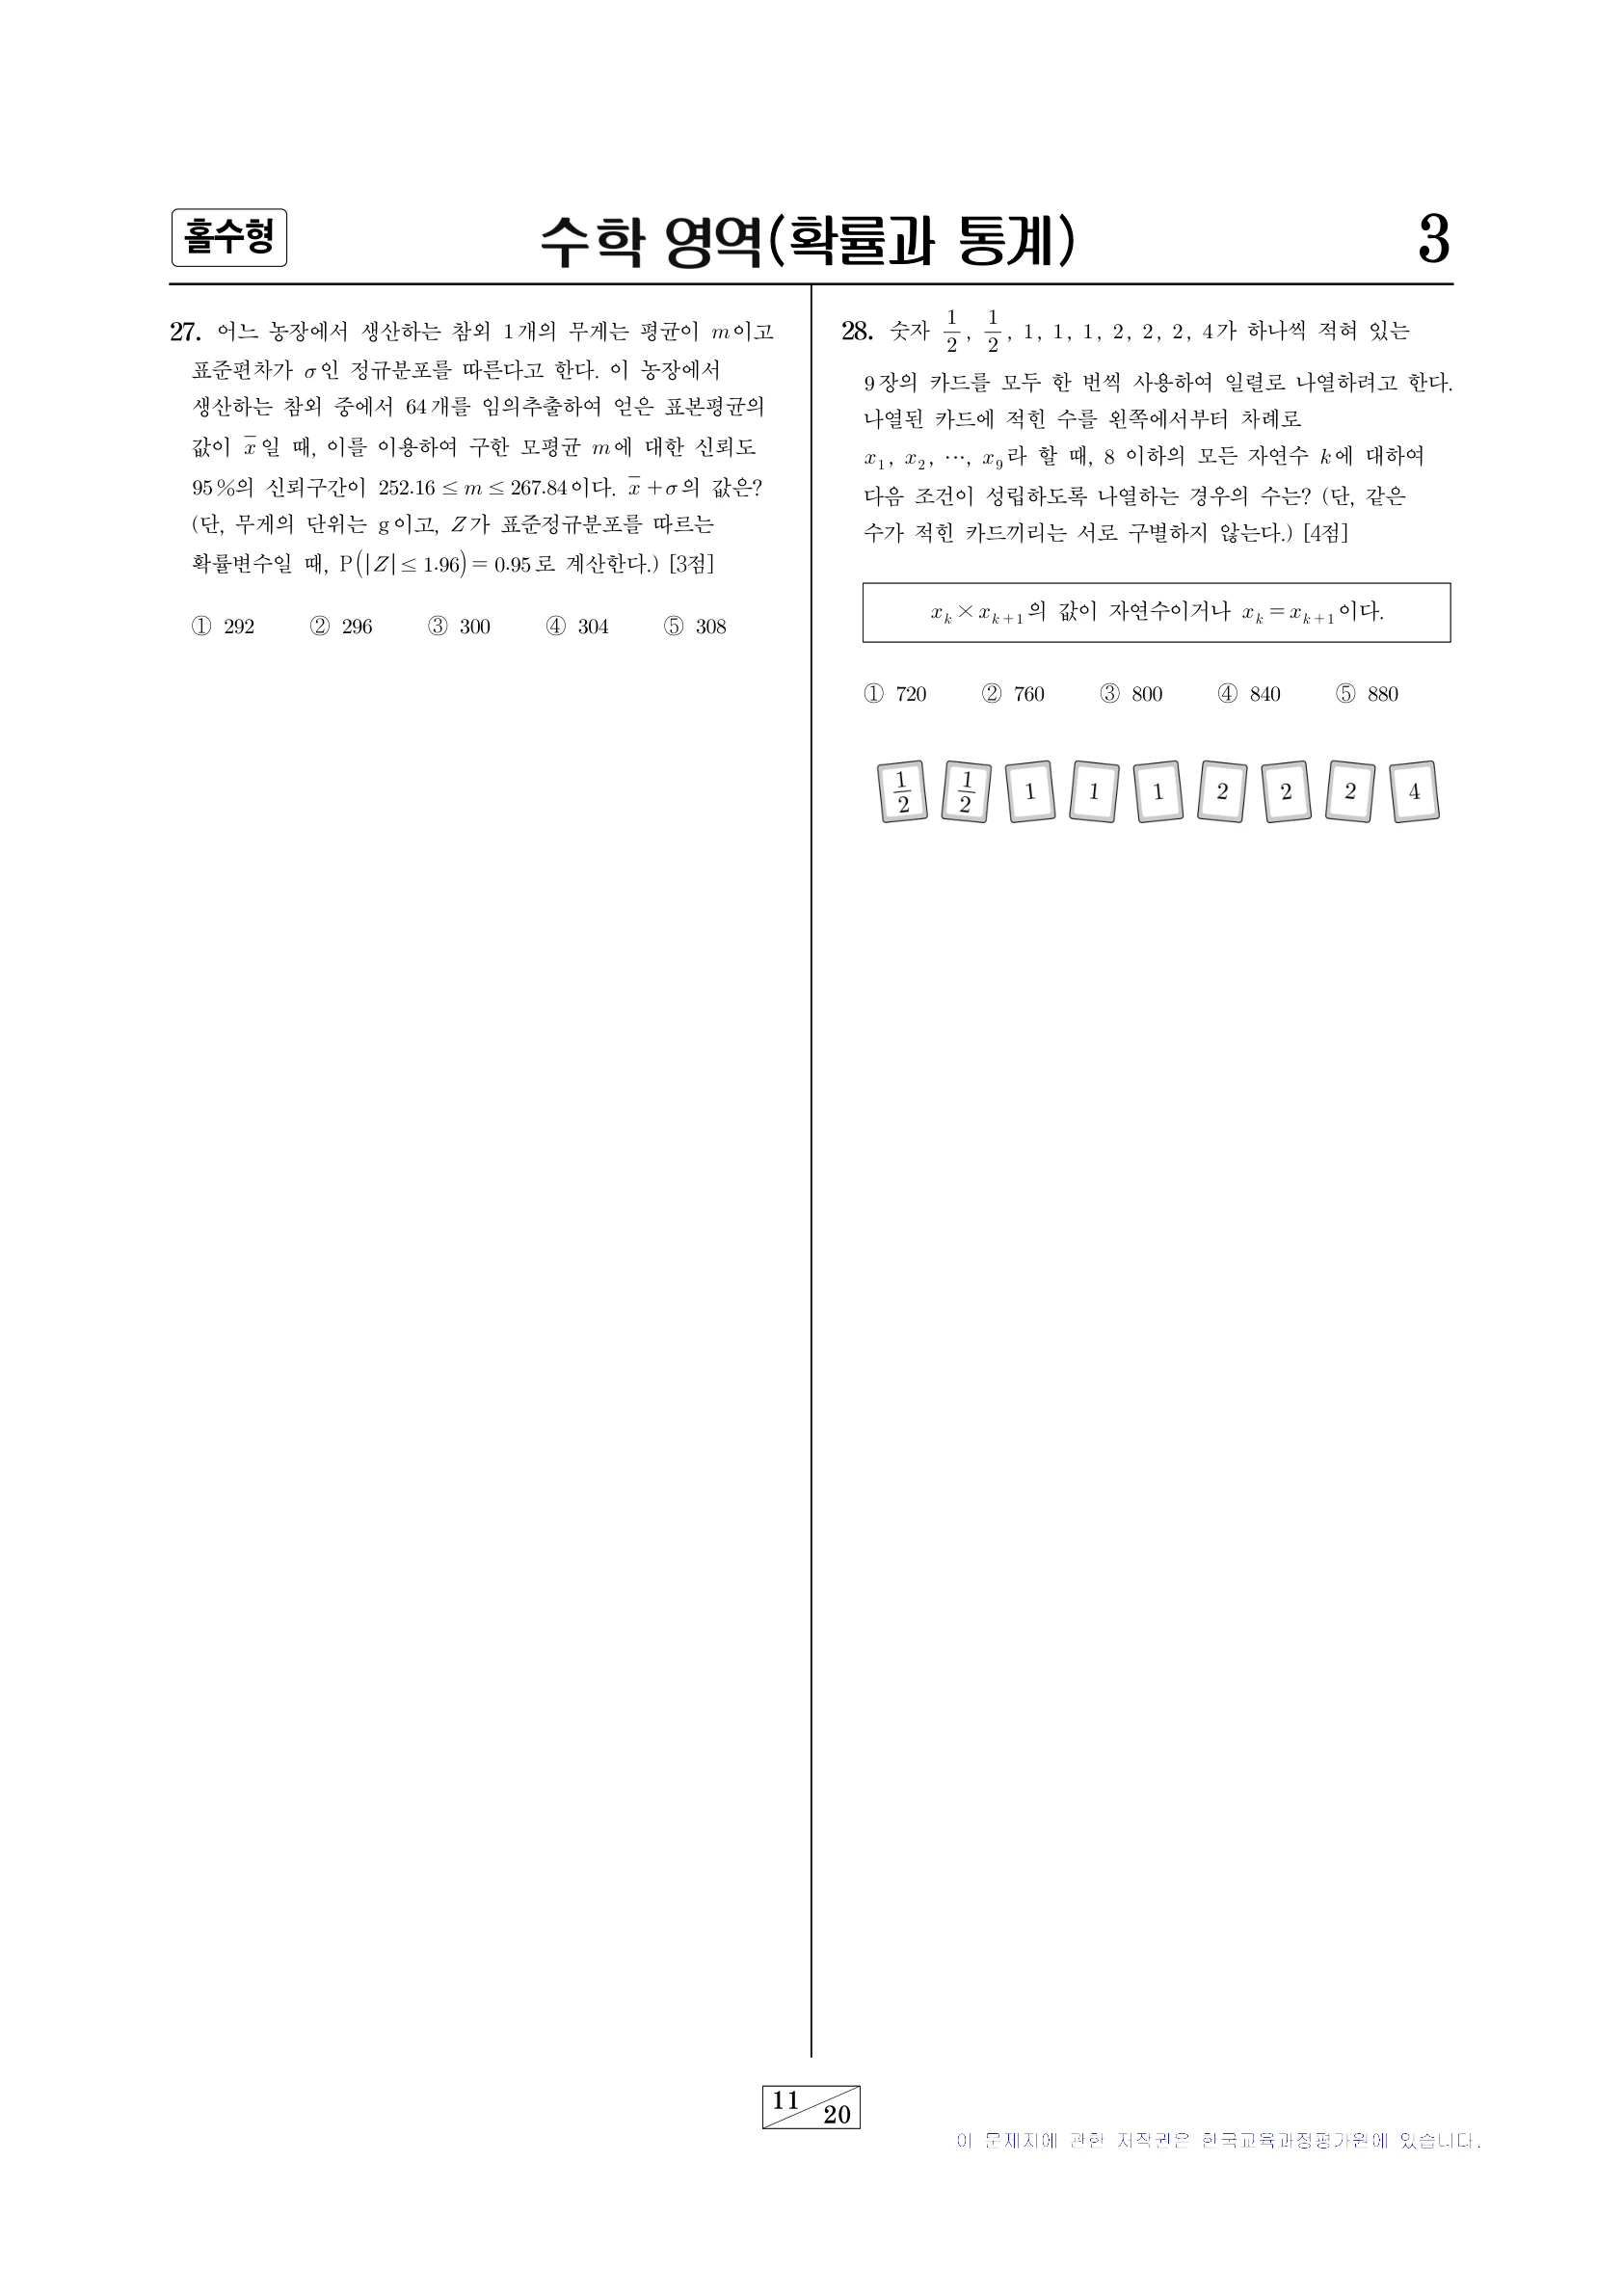 홀수형
수학 영역(확률과 통계)
3
27. 어느 농장에서 생산하는 참외 1개의 무게는 평균이 m이고
표준편차가 σ인 정규분포를 따른다고 한다. 이 농장에서
생산하는 참외 중에서 64개를 임의추출하여 얻은 표본평균의
값이 x̄일 때, 이를 이용하여 구한 모평균 m에 대한 신뢰도
95%의 신뢰구간이 252.16 ≤ m ≤ 267.84이다. x̄+σ의 값은?
(단, 무게의 단위는 g이고, Z가 표준정규분포를 따르는
확률변수일 때, P(|Z| ≤ 1.96) = 0.95로 계산한다.) [3점]
① 292 ② 296 ③ 300 ④ 304 ⑤ 308
28. 숫자 1/2, 1/2, 1, 1, 1, 2, 2, 2, 4가 하나씩 적혀 있는
9장의 카드를 모두 한 번씩 사용하여 일렬로 나열하려고 한다.
나열된 카드에 적힌 수를 왼쪽에서부터 차례로
x₁, x₂, ⋯, x₉라 할 때, 8 이하의 모든 자연수 k에 대하여
다음 조건이 성립하도록 나열하는 경우의 수는? (단, 같은
수가 적힌 카드끼리는 서로 구별하지 않는다.) [4점]
xₖ × xₖ₊₁의 값이 자연수이거나 xₖ = xₖ₊₁이다.
① 720 ② 760 ③ 800 ④ 840 ⑤ 880
1/2 1/2 1 1 1 2 2 2 4
11
20
이 문제지에 관한 저작권은 한국교육과정평가원에 있습니다.